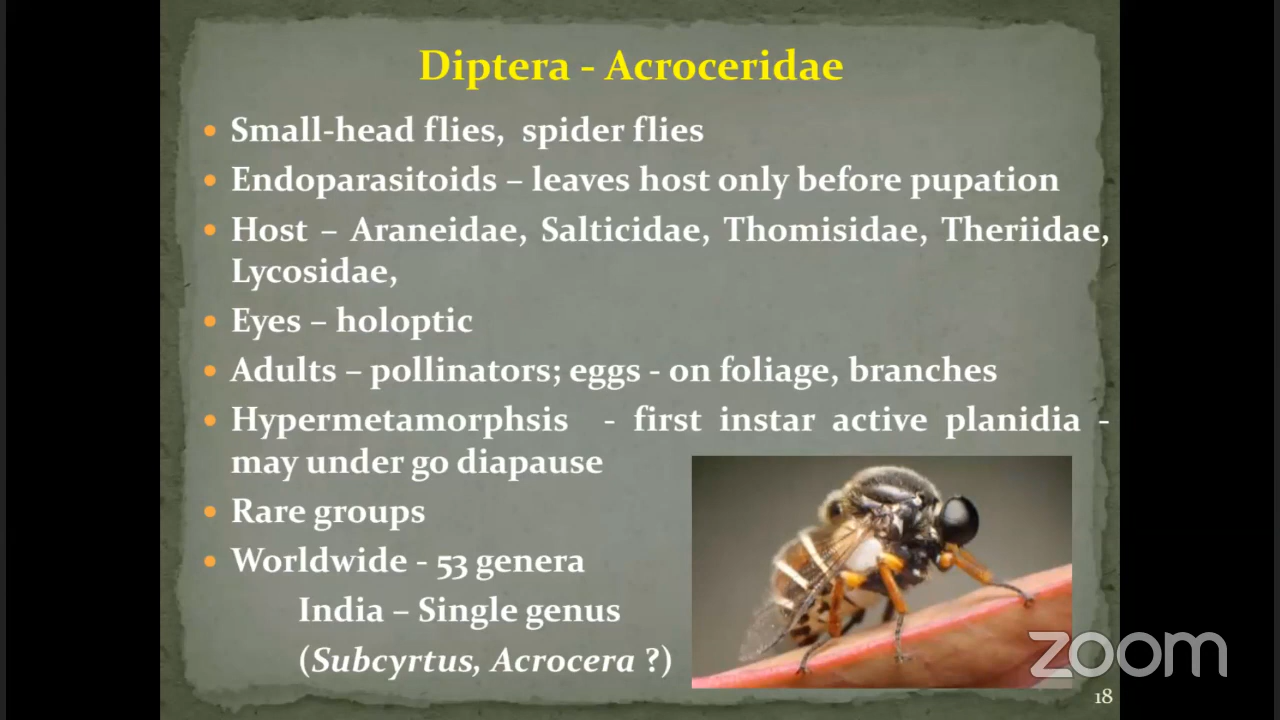 Diptera - Acroceridae
• Small-head flies, spider flies
• Endoparasitoids – leaves host only before pupation
• Host – Araneidae, Salticidae, Thomisidae, Theriidae,
Lycosidae,
• Eyes – holoptic
• Adults – pollinators; eggs - on foliage, branches
• Hypermetamorphsis - first instar active planidia -
may under go diapause
• Rare groups
• Worldwide - 53 genera
India – Single genus
(Subcyrtus, Acrocera ?)
zoom
18